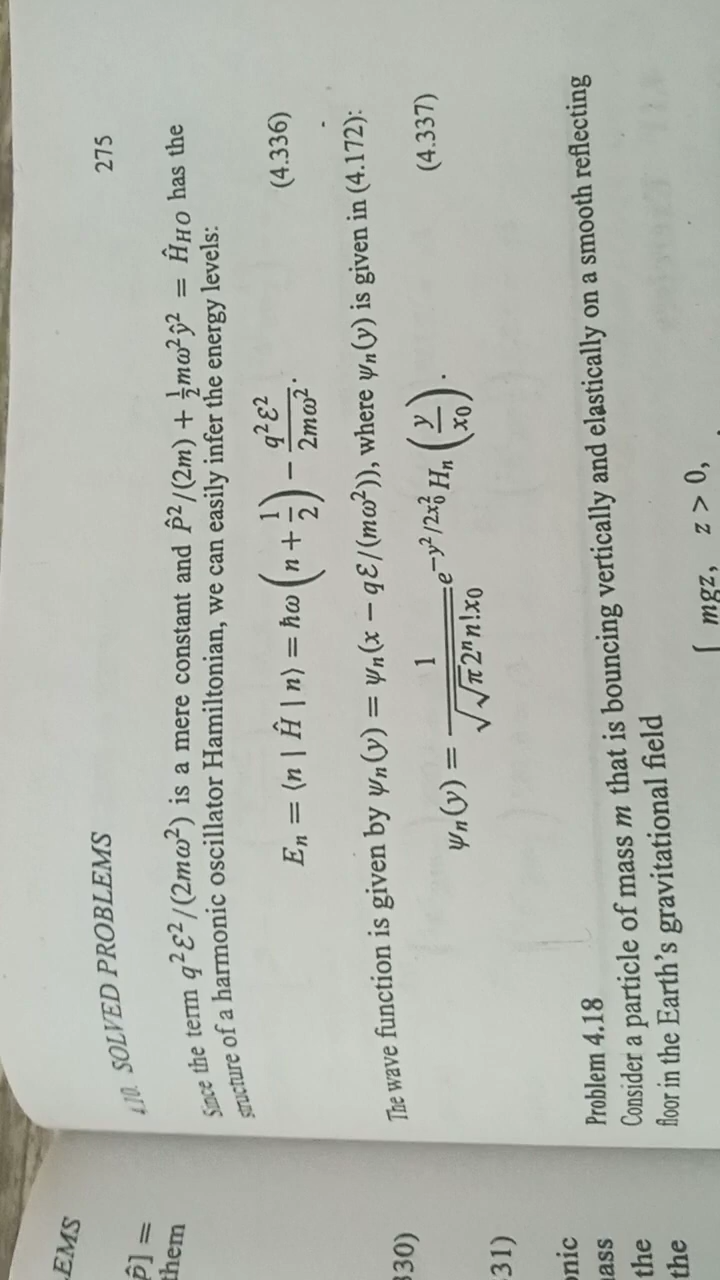 4.10. SOLVED PROBLEMS 275
Since the term q²ℰ²/(2mω²) is a mere constant and P̂²/(2m) + ½mω²ŷ² = Ĥ_HO has the
structure of a harmonic oscillator Hamiltonian, we can easily infer the energy levels:
E_n = ⟨n | Ĥ | n⟩ = ℏω (n + 1/2) − q²ℰ²/2mω². (4.336)
The wave function is given by ψ_n(y) = ψ_n(x − qℰ/(mω²)), where ψ_n(y) is given in (4.172):
ψ_n(y) = 1/√(√π2ⁿn!x₀) e^(−y²/2x₀²) H_n (y/x₀). (4.337)
Problem 4.18
Consider a particle of mass m that is bouncing vertically and elastically on a smooth reflecting
floor in the Earth's gravitational field
mgz, z > 0,
EMS
P̂] =
them
330)
31)
nic
ass
the
the